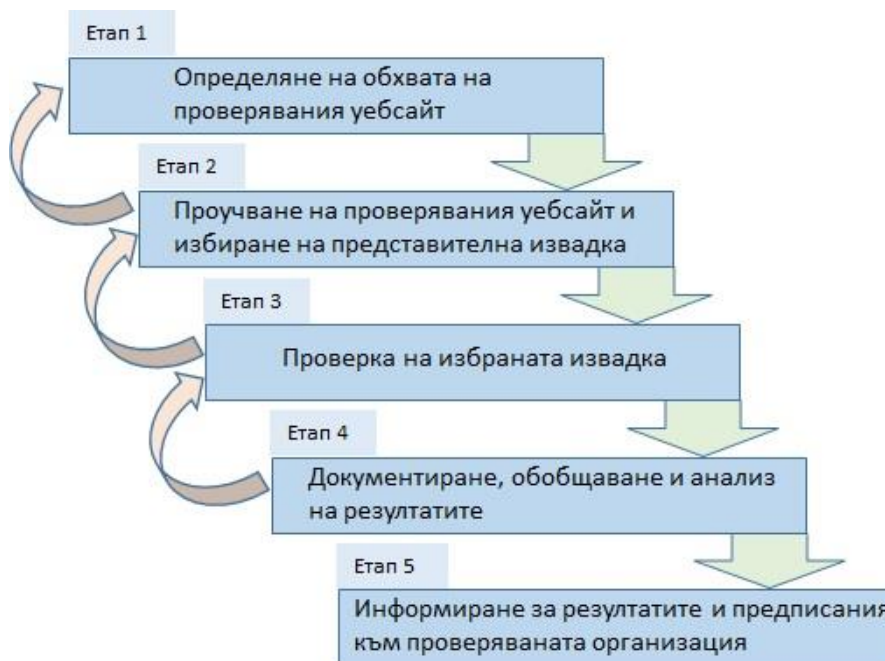 Етап 1
Определяне на обхвата на
проверявания уебсайт
Етап 2
Проучване на проверявания уебсайт и
избиране на представителна извадка
Етап 3
Проверка на избраната извадка
Етап 4
Документиране, обобщаване и анализ
на резултатите
Етап 5
Информиране за резултатите и предписания
към проверяваната организация